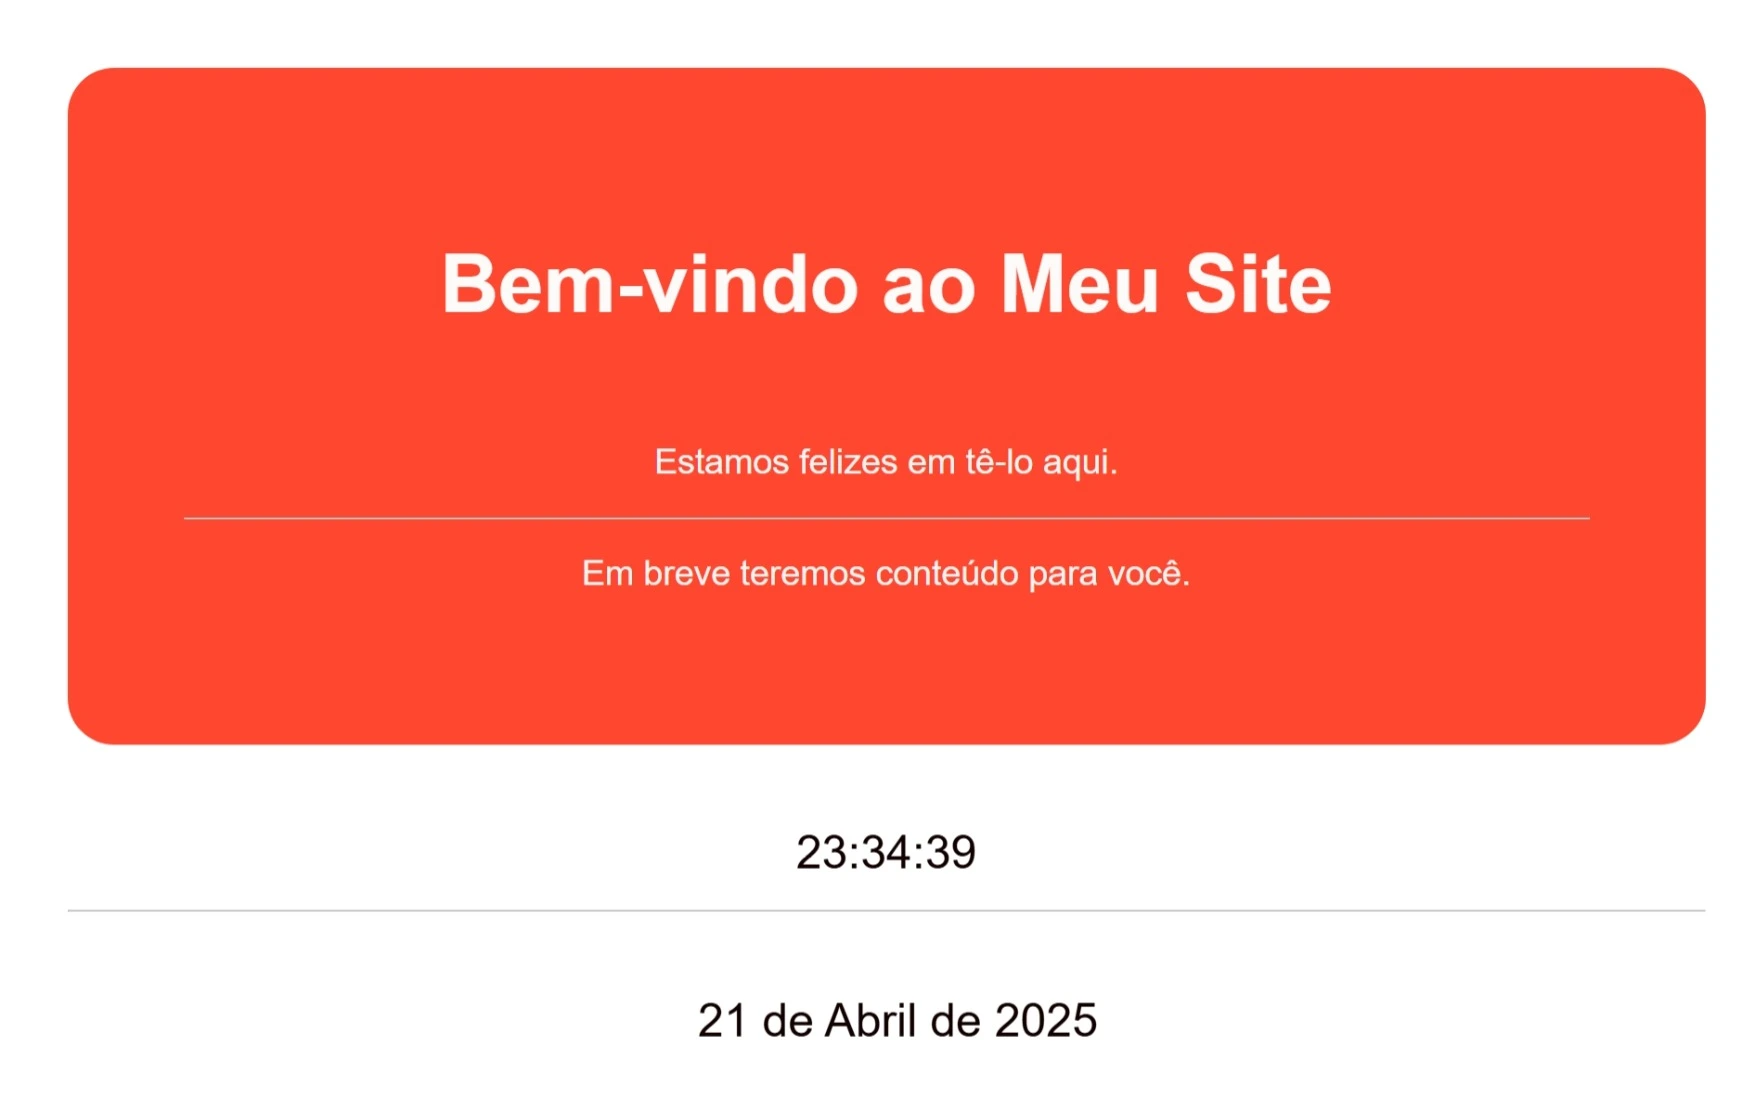 Bem-vindo ao Meu Site
Estamos felizes em tê-lo aqui.
Em breve teremos conteúdo para você.
23:34:39
21 de Abril de 2025